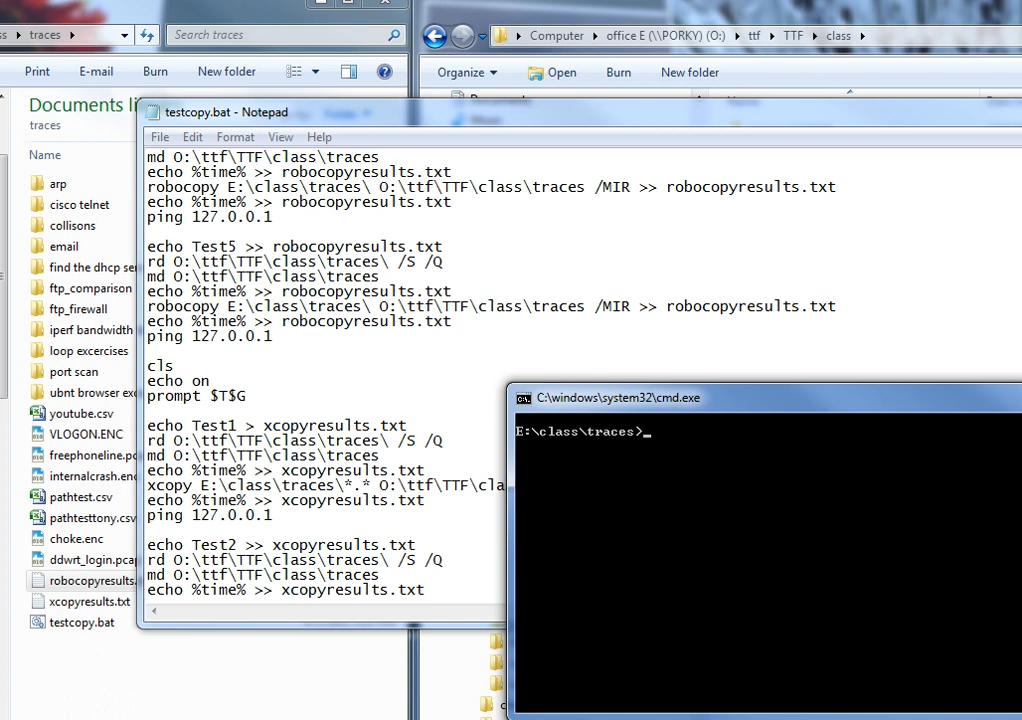 ss ▸ traces ▸
Search traces
Print E-mail Burn New folder
Documents li
traces
Name
arp
cisco telnet
collisons
email
find the dhcp se
ftp_comparison
ftp_firewall
iperf bandwidth
loop excercises
port scan
ubnt browser exc
youtube.csv
VLOGON.ENC
freephoneline.pc
internalcrash.enc
pathtest.csv
pathtesttony.csv
choke.enc
ddwrt_login.pcap
robocopyresults.
xcopyresults.txt
testcopy.bat
Computer ▸ office E (\\PORKY) (O:) ▸ ttf ▸ TTF ▸ class ▸
Organize Open Burn New folder
testcopy.bat - Notepad
File Edit Format View Help
md O:\ttf\TTF\class\traces
echo %time% >> robocopyresults.txt
robocopy E:\class\traces\ O:\ttf\TTF\class\traces /MIR >> robocopyresults.txt
echo %time% >> robocopyresults.txt
ping 127.0.0.1
echo Test5 >> robocopyresults.txt
rd O:\ttf\TTF\class\traces\ /S /Q
md O:\ttf\TTF\class\traces
echo %time% >> robocopyresults.txt
robocopy E:\class\traces\ O:\ttf\TTF\class\traces /MIR >> robocopyresults.txt
echo %time% >> robocopyresults.txt
ping 127.0.0.1
cls
echo on
prompt $T$G
echo Test1 > xcopyresults.txt
rd O:\ttf\TTF\class\traces\ /S /Q
md O:\ttf\TTF\class\traces
echo %time% >> xcopyresults.txt
xcopy E:\class\traces\*.* O:\ttf\TTF\cla
echo %time% >> xcopyresults.txt
ping 127.0.0.1
echo Test2 >> xcopyresults.txt
rd O:\ttf\TTF\class\traces\ /S /Q
md O:\ttf\TTF\class\traces
echo %time% >> xcopyresults.txt
C:\windows\system32\cmd.exe
E:\class\traces>_